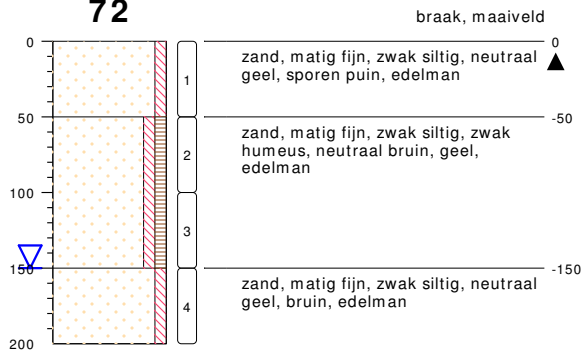 72
braak, maaiveld
0
zand, matig fijn, zwak siltig, neutraal
geel, sporen puin, edelman
0
1
50
-50
zand, matig fijn, zwak siltig, zwak
humeus, neutraal bruin, geel,
edelman
2
100
3
150
-150
zand, matig fijn, zwak siltig, neutraal
geel, bruin, edelman
4
200